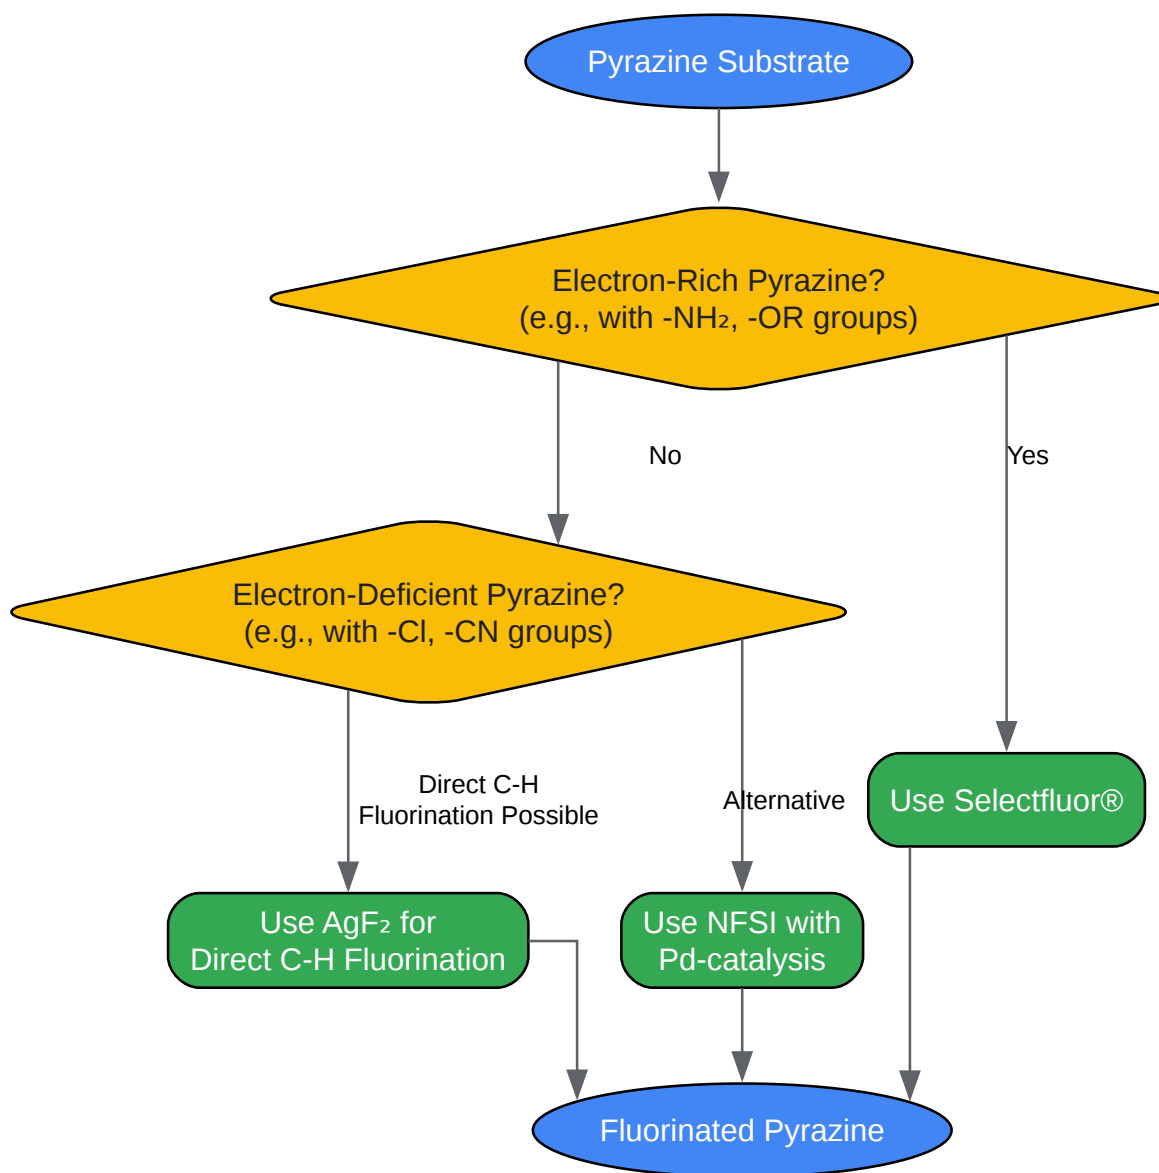 Pyrazine Substrate
Electron-Rich Pyrazine?
(e.g., with -NH₂, -OR groups)
No
Yes
Electron-Deficient Pyrazine?
(e.g., with -Cl, -CN groups)
Direct C-H
Fluorination Possible
Alternative
Use Selectfluor®
Use AgF₂ for
Direct C-H Fluorination
Use NFSI with
Pd-catalysis
Fluorinated Pyrazine